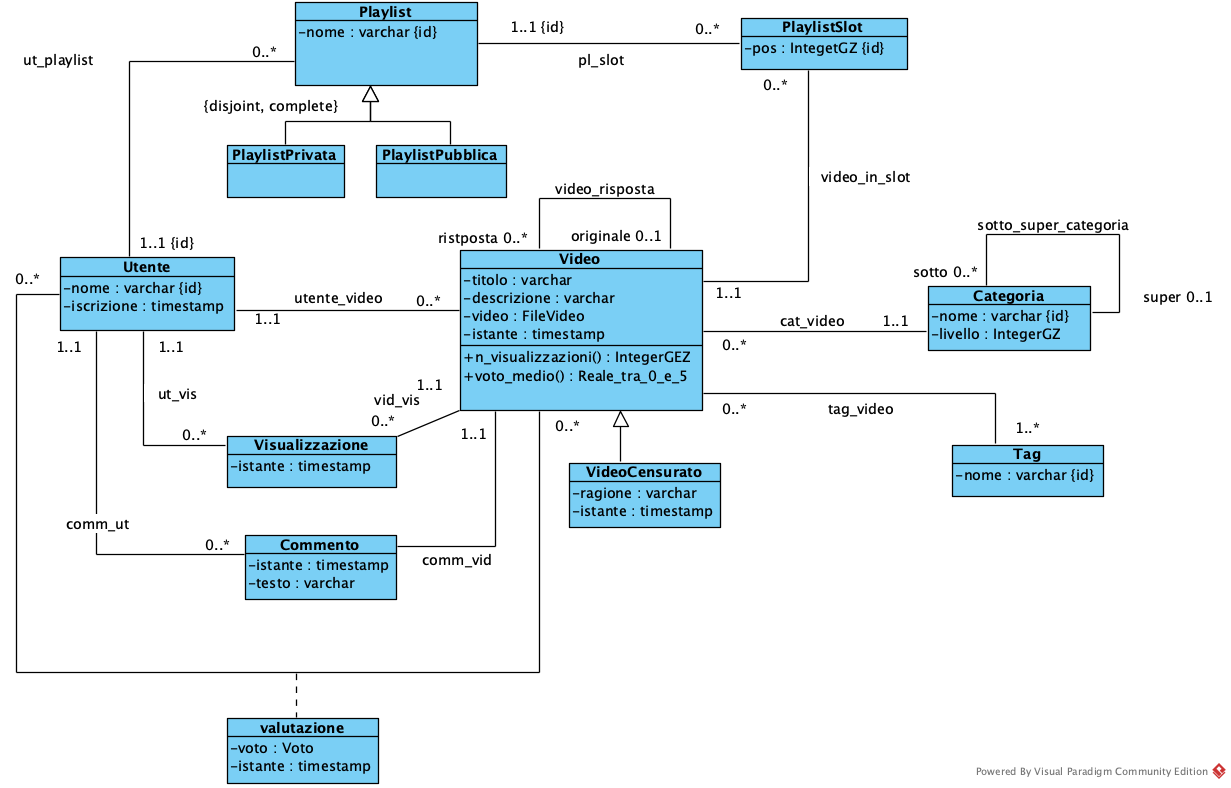 Playlist
-nome : varchar {id}
1..1 {id}
0..*
PlaylistSlot
-pos : IntegetGZ {id}
pl_slot
0..*
ut_playlist
0..*
{disjoint, complete}
PlaylistPrivata
PlaylistPubblica
video_in_slot
video_risposta
ristposta 0..*
originale 0..1
sotto_super_categoria
sotto 0..*
super 0..1
1..1 {id}
0..*
Utente
-nome : varchar {id}
-iscrizione : timestamp
utente_video
0..*
1..1
Video
-titolo : varchar
-descrizione : varchar
-video : FileVideo
-istante : timestamp
+n_visualizzazioni() : IntegerGEZ
+voto_medio() : Reale_tra_0_e_5
1..1
Categoria
-nome : varchar {id}
-livello : IntegerGZ
cat_video
1..1
0..*
1..1
1..1
ut_vis
0..*
vid_vis
1..1
0..*
Visualizzazione
-istante : timestamp
1..1
0..*
0..*
tag_video
1..*
Tag
-nome : varchar {id}
VideoCensurato
-ragione : varchar
-istante : timestamp
comm_ut
0..*
Commento
-istante : timestamp
-testo : varchar
comm_vid
valutazione
-voto : Voto
-istante : timestamp
Powered By Visual Paradigm Community Edition